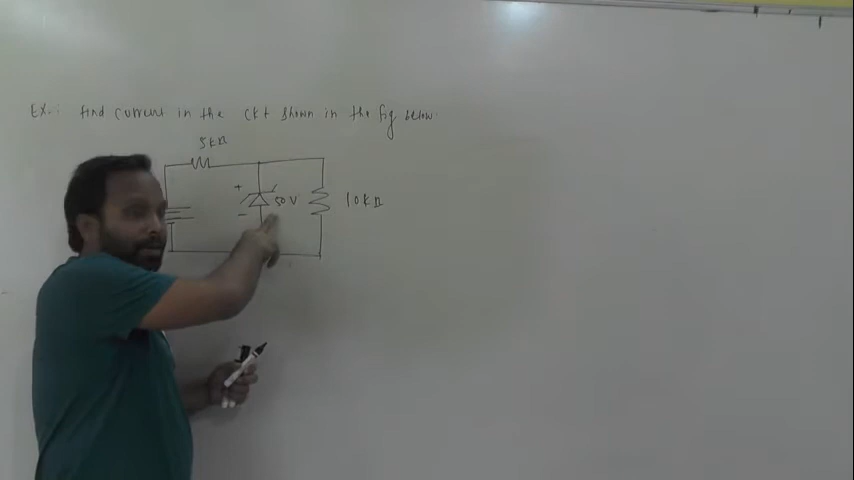 Ex.: find current in the ckt shown in the fig below.
5kΩ
+
50V
10kΩ
-